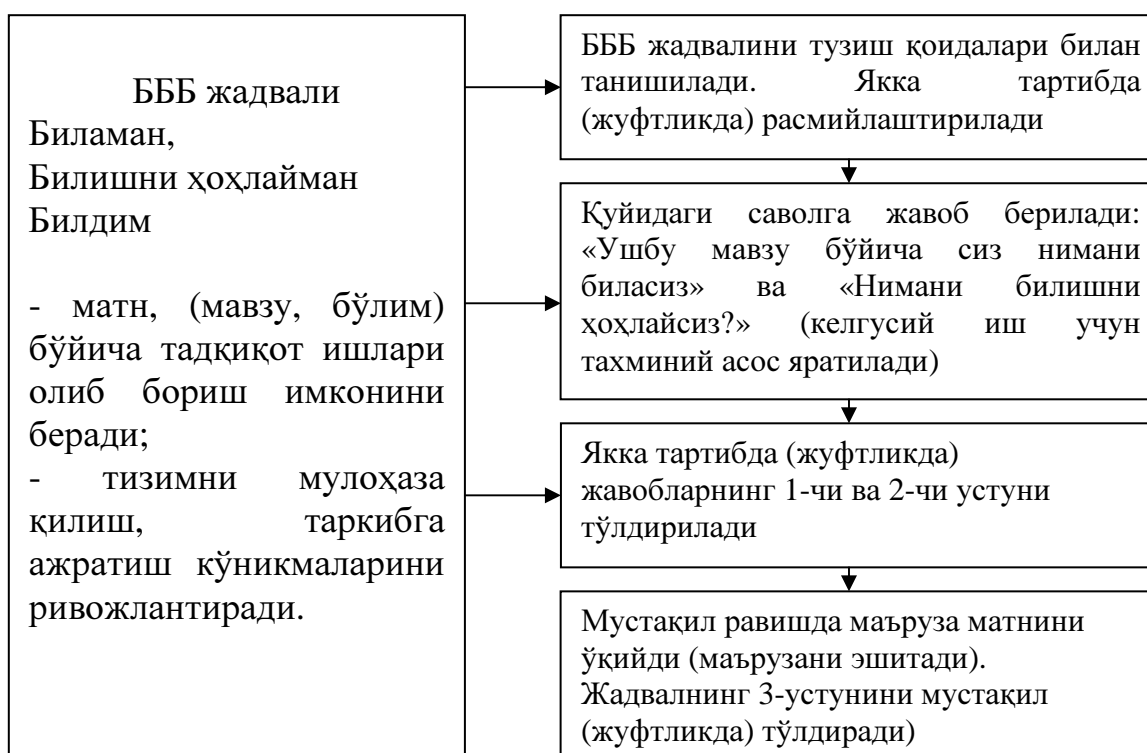 БББ жадвали
Биламан,
Билишни ҳоҳлайман
Билдим
- матн, (мавзу, бўлим)
бўйича тадқиқот ишлари
олиб бориш имконини
беради;
- тизимни мулоҳаза
қилиш, таркибга
ажратиш кўникмаларини
ривожлантиради.
БББ жадвалини тузиш қоидалари билан
танишилади. Якка тартибда
(жуфтликда) расмийлаштирилади
Қуйидаги саволга жавоб берилади:
«Ушбу мавзу бўйича сиз нимани
биласиз» ва «Нимани билишни
ҳоҳлайсиз?» (келгусий иш учун
тахминий асос яратилади)
Якка тартибда (жуфтликда)
жавобларнинг 1-чи ва 2-чи устуни
тўлдирилади
Мустақил равишда маъруза матнини
ўқийди (маърузани эшитади).
Жадвалнинг 3-устунини мустақил
(жуфтликда) тўлдиради)